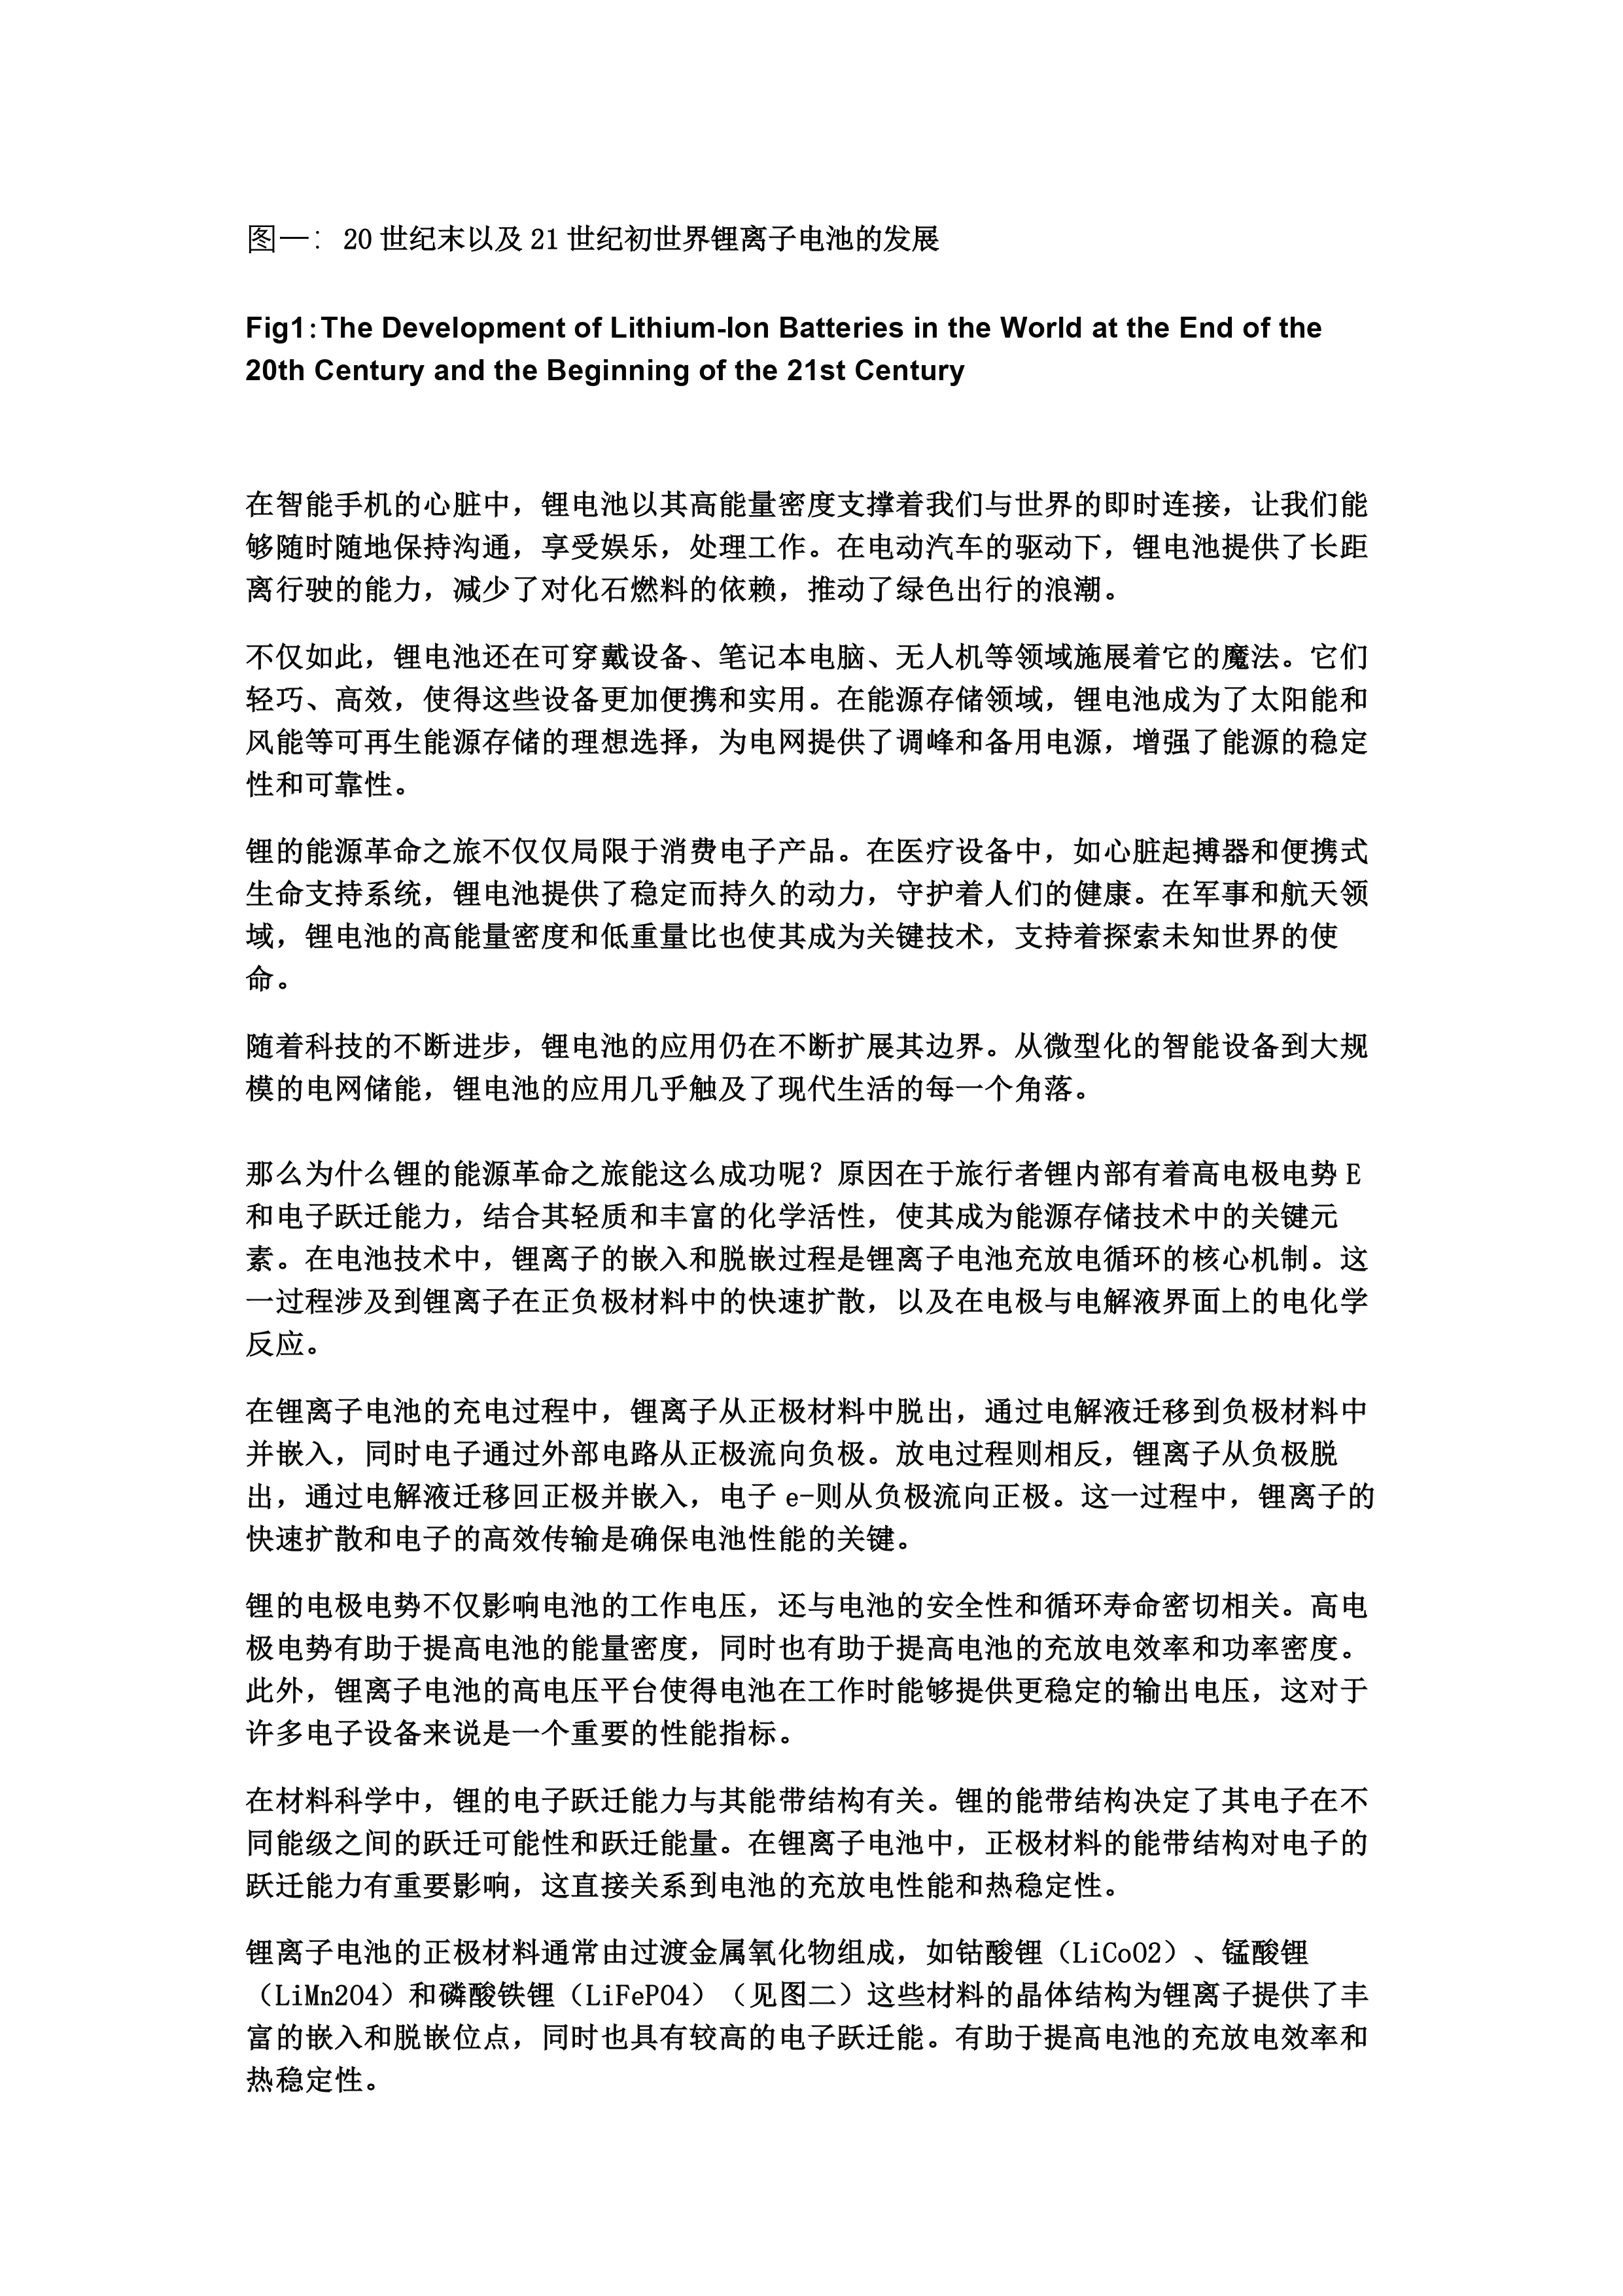 图一： 20 世纪末以及 21 世纪初世界锂离子电池的发展
Fig1：The Development of Lithium-Ion Batteries in the World at the End of the
20th Century and the Beginning of the 21st Century
在智能手机的心脏中，锂电池以其高能量密度支撑着我们与世界的即时连接，让我们能
够随时随地保持沟通，享受娱乐，处理工作。在电动汽车的驱动下，锂电池提供了长距
离行驶的能力，减少了对化石燃料的依赖，推动了绿色出行的浪潮。
不仅如此，锂电池还在可穿戴设备、笔记本电脑、无人机等领域施展着它的魔法。它们
轻巧、高效，使得这些设备更加便携和实用。在能源存储领域，锂电池成为了太阳能和
风能等可再生能源存储的理想选择，为电网提供了调峰和备用电源，增强了能源的稳定
性和可靠性。
锂的能源革命之旅不仅仅局限于消费电子产品。在医疗设备中，如心脏起搏器和便携式
生命支持系统，锂电池提供了稳定而持久的动力，守护着人们的健康。在军事和航天领
域，锂电池的高能量密度和低重量比也使其成为关键技术，支持着探索未知世界的使
命。
随着科技的不断进步，锂电池的应用仍在不断扩展其边界。从微型化的智能设备到大规
模的电网储能，锂电池的应用几乎触及了现代生活的每一个角落。
那么为什么锂的能源革命之旅能这么成功呢？原因在于旅行者锂内部有着高电极电势 E
和电子跃迁能力，结合其轻质和丰富的化学活性，使其成为能源存储技术中的关键元
素。在电池技术中，锂离子的嵌入和脱嵌过程是锂离子电池充放电循环的核心机制。这
一过程涉及到锂离子在正负极材料中的快速扩散，以及在电极与电解液界面上的电化学
反应。
在锂离子电池的充电过程中，锂离子从正极材料中脱出，通过电解液迁移到负极材料中
并嵌入，同时电子通过外部电路从正极流向负极。放电过程则相反，锂离子从负极脱
出，通过电解液迁移回正极并嵌入，电子 e-则从负极流向正极。这一过程中，锂离子的
快速扩散和电子的高效传输是确保电池性能的关键。
锂的电极电势不仅影响电池的工作电压，还与电池的安全性和循环寿命密切相关。高电
极电势有助于提高电池的能量密度，同时也有助于提高电池的充放电效率和功率密度。
此外，锂离子电池的高电压平台使得电池在工作时能够提供更稳定的输出电压，这对于
许多电子设备来说是一个重要的性能指标。
在材料科学中，锂的电子跃迁能力与其能带结构有关。锂的能带结构决定了其电子在不
同能级之间的跃迁可能性和跃迁能量。在锂离子电池中，正极材料的能带结构对电子的
跃迁能力有重要影响，这直接关系到电池的充放电性能和热稳定性。
锂离子电池的正极材料通常由过渡金属氧化物组成，如钴酸锂（LiCoO2）、锰酸锂
（LiMn2O4）和磷酸铁锂（LiFePO4）（见图二）这些材料的晶体结构为锂离子提供了丰
富的嵌入和脱嵌位点，同时也具有较高的电子跃迁能。有助于提高电池的充放电效率和
热稳定性。